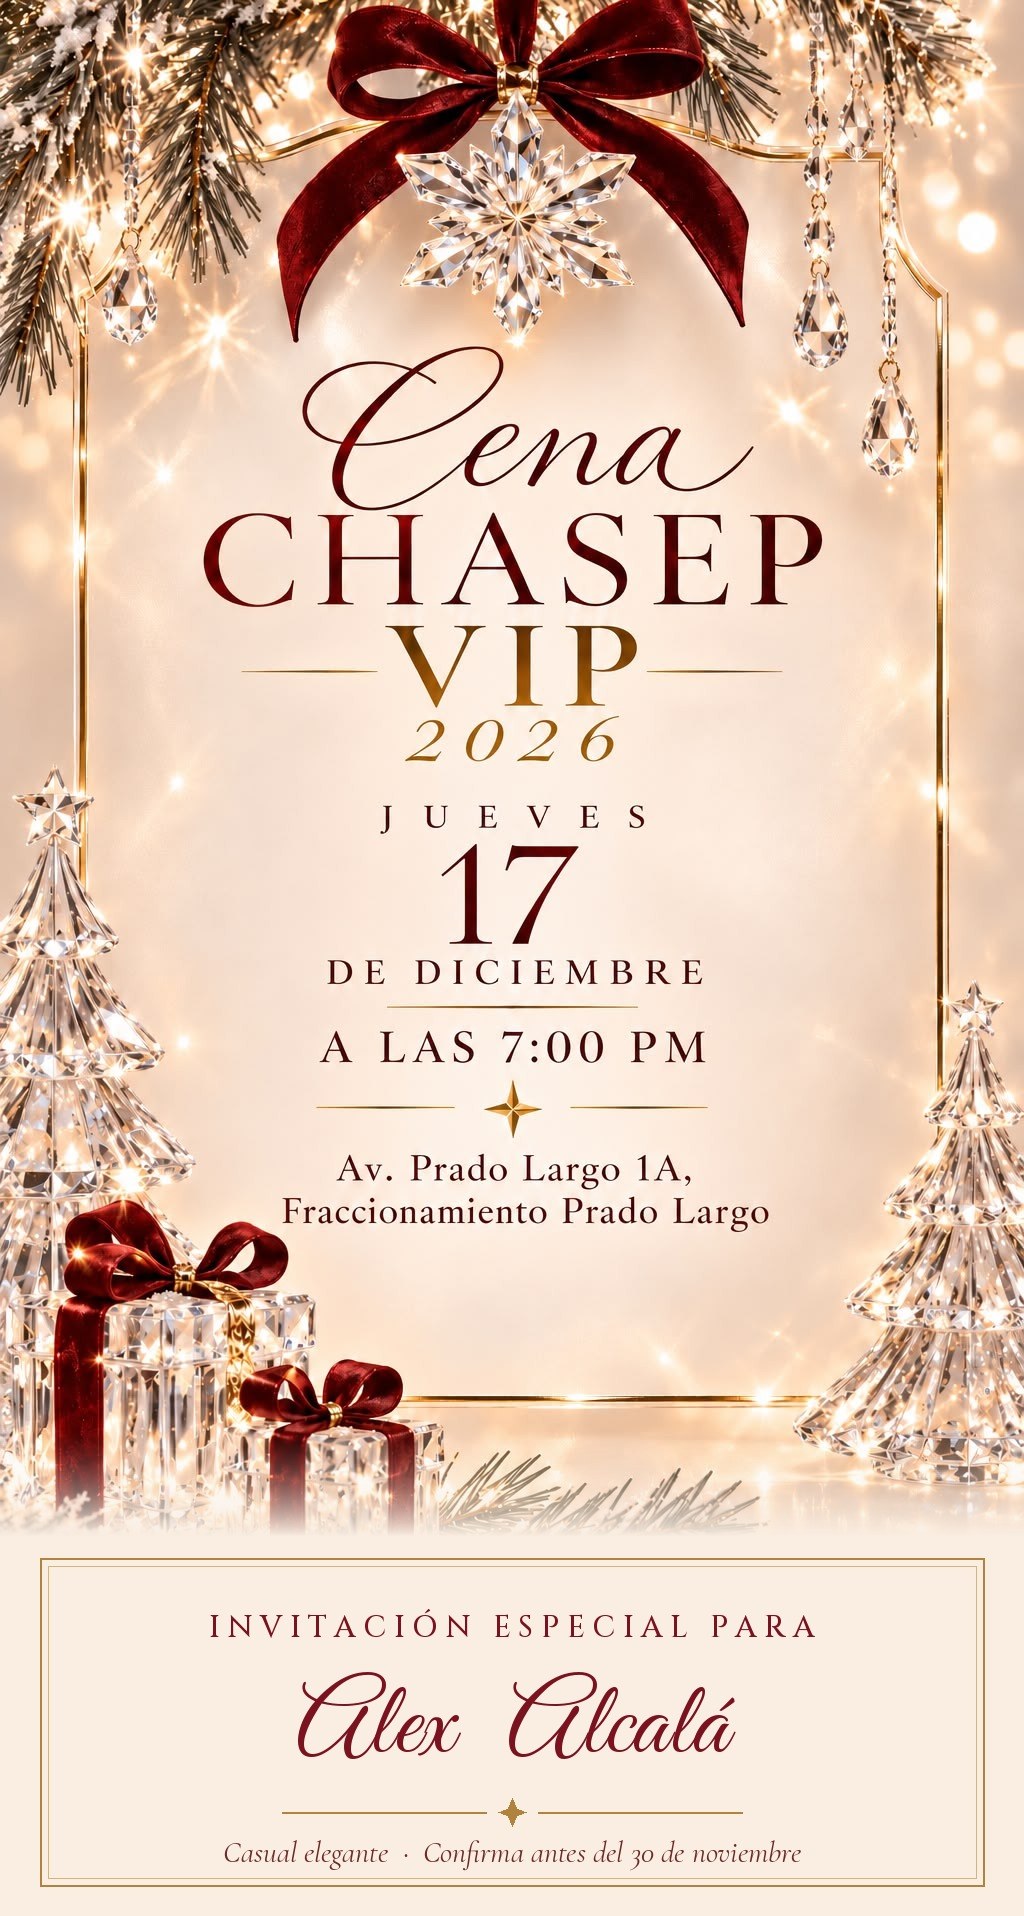 Cena
CHASEP
VIP
2026
JUEVES
17
DE DICIEMBRE
A LAS 7:00 PM
Av. Prado Largo 1A,
Fraccionamiento Prado Largo
INVITACIÓN ESPECIAL PARA
Alex Alcalá
Casual elegante · Confirma antes del 30 de noviembre